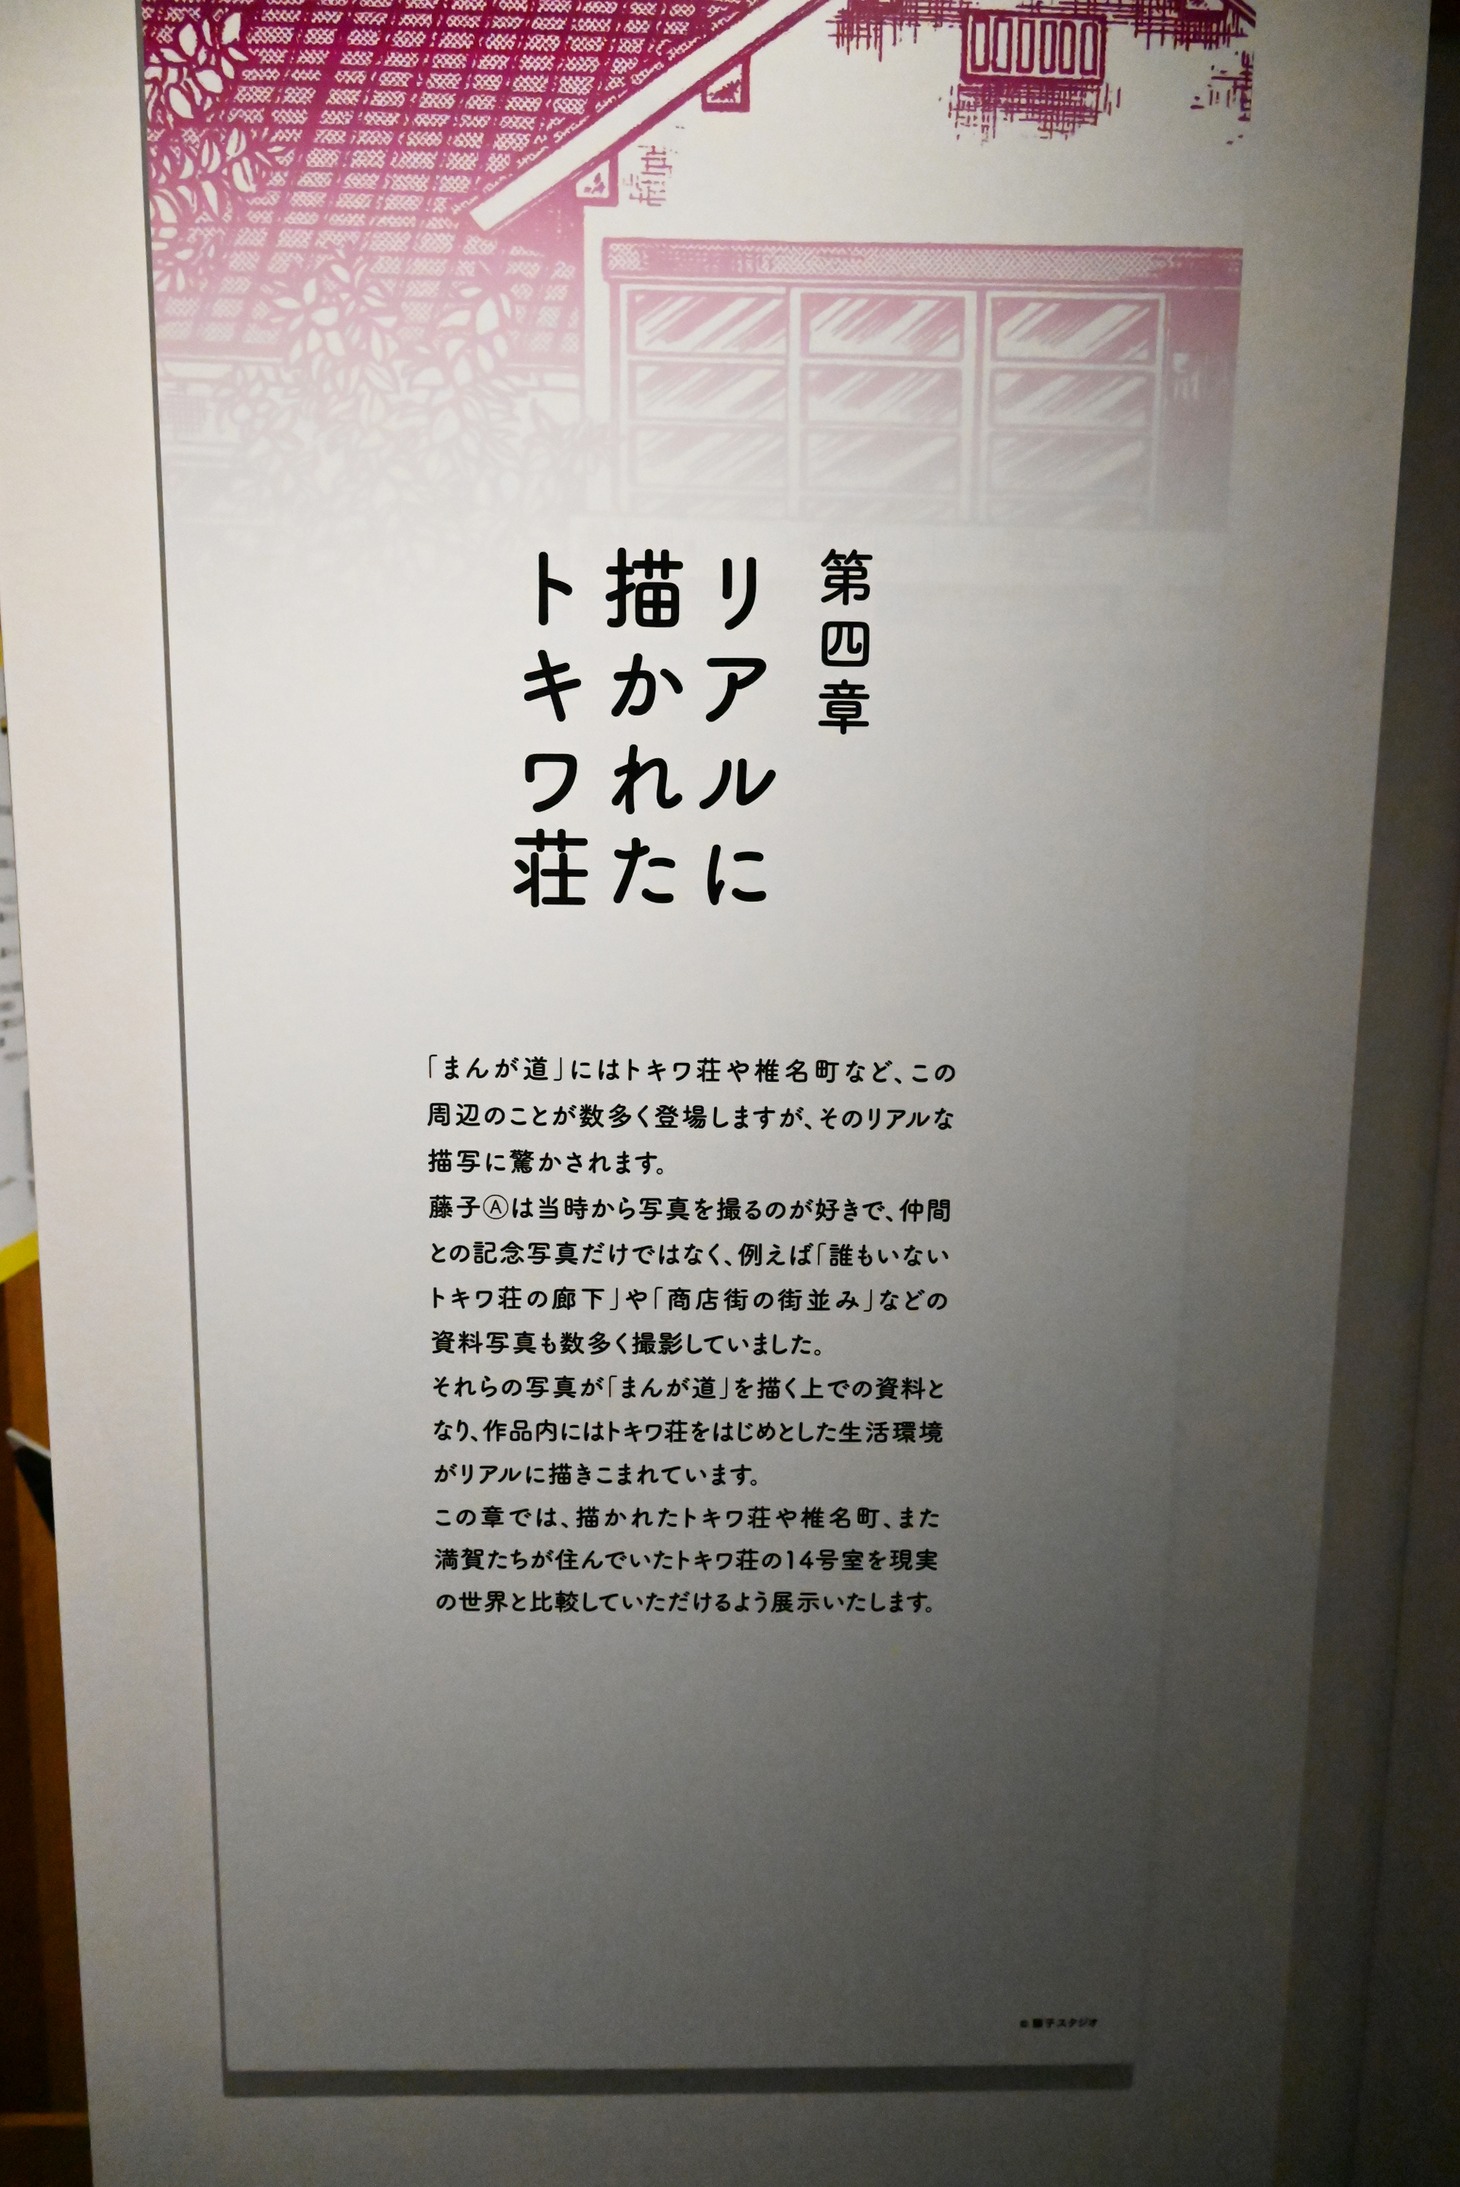 第四章
リアルに
描かれた
トキワ荘
「まんが道」にはトキワ荘や椎名町など、この
周辺のことが数多く登場しますが、そのリアルな
描写に驚かされます。
藤子Ⓐは当時から写真を撮るのが好きで、仲間
との記念写真だけではなく、例えば「誰もいない
トキワ荘の廊下」や「商店街の街並み」などの
資料写真も数多く撮影していました。
それらの写真が「まんが道」を描く上での資料と
なり、作品内にはトキワ荘をはじめとした生活環境
がリアルに描きこまれています。
この章では、描かれたトキワ荘や椎名町、また
満賀たちが住んでいたトキワ荘の14号室を現実
の世界と比較していただけるよう展示いたします。
© 藤子スタジオ